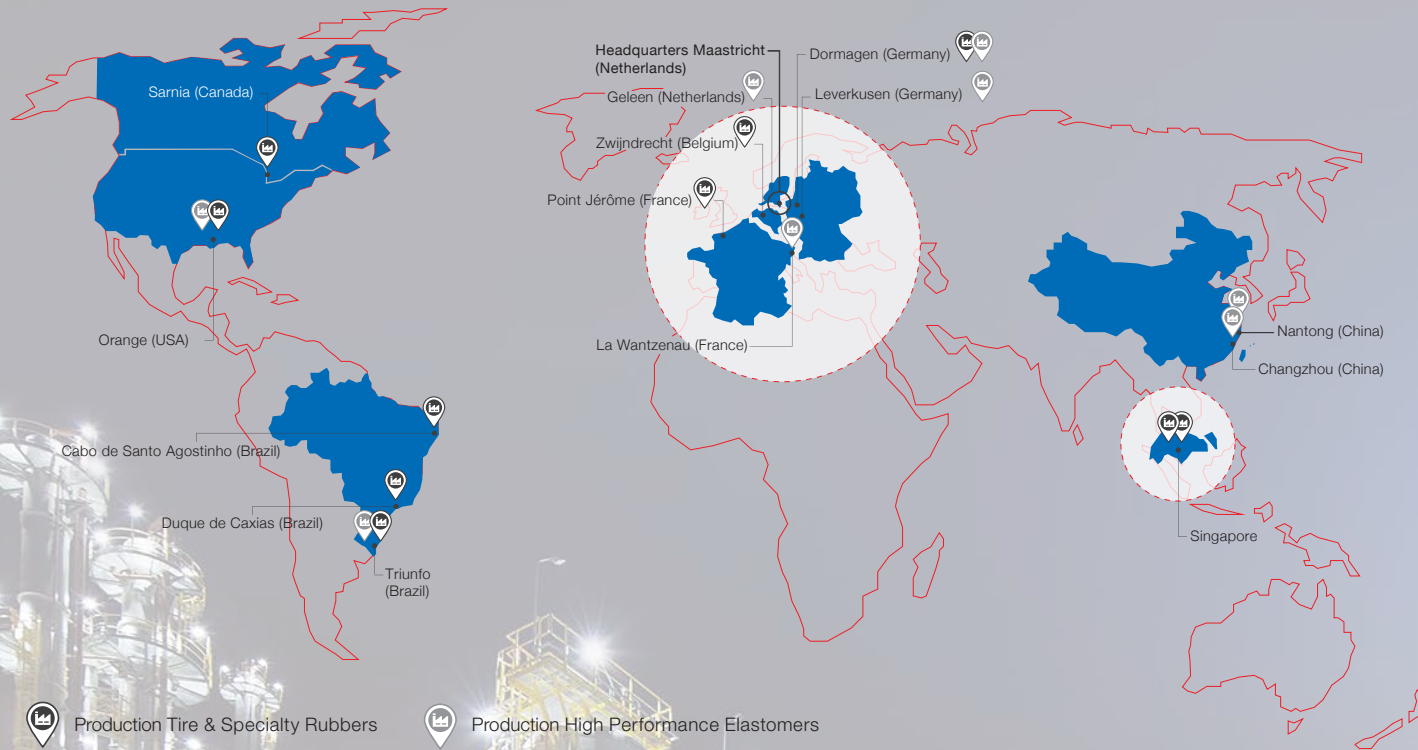 Headquarters Maastricht
(Netherlands)
Dormagen (Germany)
Sarnia (Canada)
Geleen (Netherlands)
Leverkusen (Germany)
Zwijndrecht (Belgium)
Point Jérôme (France)
Orange (USA)
La Wantzenau (France)
Nantong (China)
Changzhou (China)
Cabo de Santo Agostinho (Brazil)
Duque de Caxias (Brazil)
Singapore
Triunfo
(Brazil)
Production Tire & Specialty Rubbers
Production High Performance Elastomers